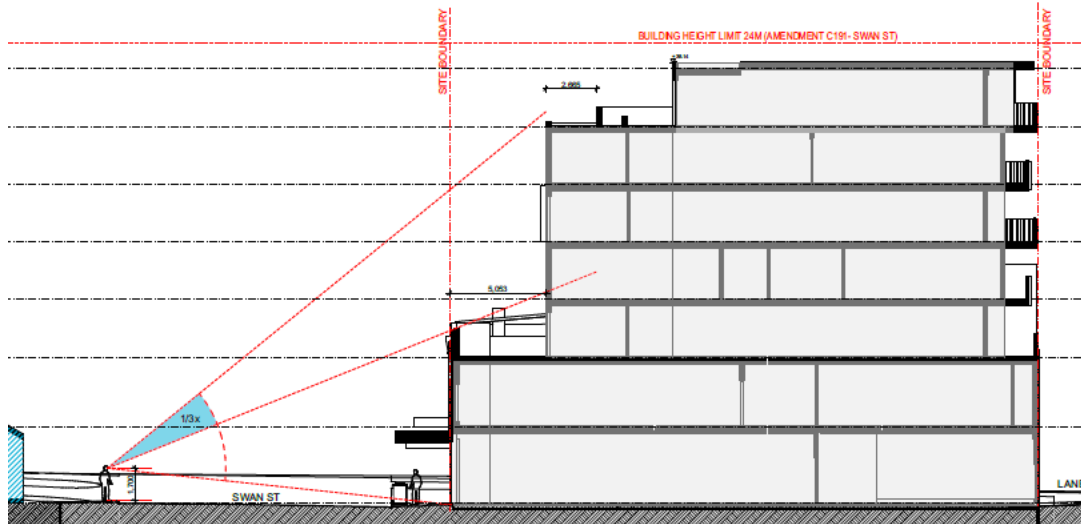 BUILDING HEIGHT LIMIT 24M (AMENDMENT C191- SWAN ST)
SITE BOUNDARY
SITE BOUNDARY
2,665
5,053
1/3 x
1,700
SWAN ST
LANE